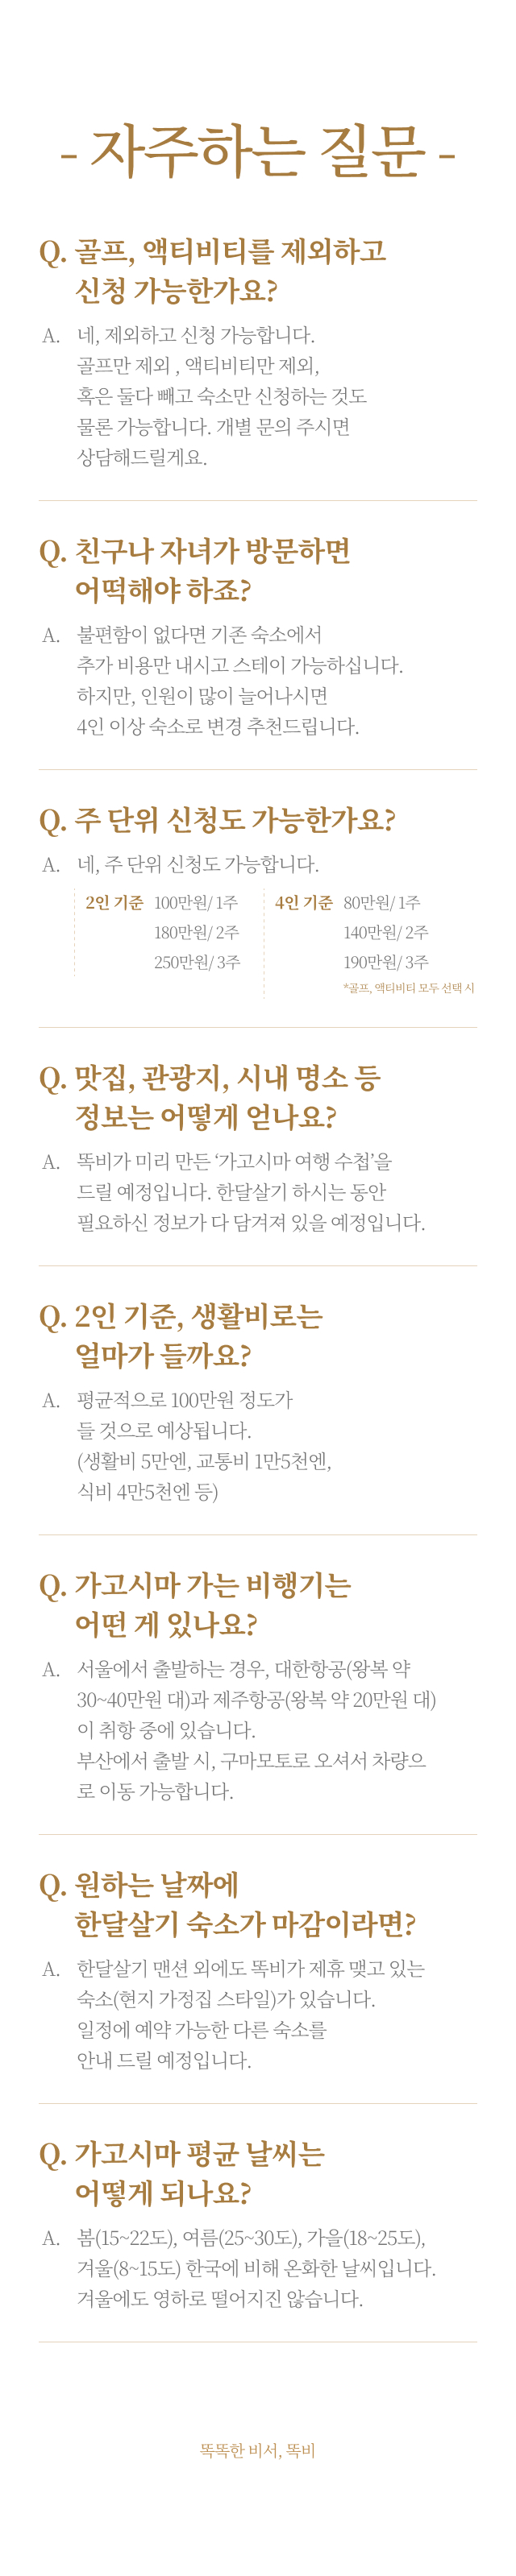 - 자주하는 질문 -
Q. 골프, 액티비티를 제외하고
신청 가능한가요?
A. 네, 제외하고 신청 가능합니다.
골프만 제외 , 액티비티만 제외,
혹은 둘다 빼고 숙소만 신청하는 것도
물론 가능합니다. 개별 문의 주시면
상담해드릴게요.
Q. 친구나 자녀가 방문하면
어떡해야 하죠?
A. 불편함이 없다면 기존 숙소에서
추가 비용만 내시고 스테이 가능하십니다.
하지만, 인원이 많이 늘어나시면
4인 이상 숙소로 변경 추천드립니다.
Q. 주 단위 신청도 가능한가요?
A. 네, 주 단위 신청도 가능합니다.
2인 기준 100만원/ 1주
180만원/ 2주
250만원/ 3주
4인 기준 80만원/ 1주
140만원/ 2주
190만원/ 3주
*골프, 액티비티 모두 선택 시
Q. 맛집, 관광지, 시내 명소 등
정보는 어떻게 얻나요?
A. 똑비가 미리 만든 ‘가고시마 여행 수첩’을
드릴 예정입니다. 한달살기 하시는 동안
필요하신 정보가 다 담겨져 있을 예정입니다.
Q. 2인 기준, 생활비로는
얼마가 들까요?
A. 평균적으로 100만원 정도가
들 것으로 예상됩니다.
(생활비 5만엔, 교통비 1만5천엔,
식비 4만5천엔 등)
Q. 가고시마 가는 비행기는
어떤 게 있나요?
A. 서울에서 출발하는 경우, 대한항공(왕복 약
30~40만원 대)과 제주항공(왕복 약 20만원 대)
이 취항 중에 있습니다.
부산에서 출발 시, 구마모토로 오셔서 차량으
로 이동 가능합니다.
Q. 원하는 날짜에
한달살기 숙소가 마감이라면?
A. 한달살기 맨션 외에도 똑비가 제휴 맺고 있는
숙소(현지 가정집 스타일)가 있습니다.
일정에 예약 가능한 다른 숙소를
안내 드릴 예정입니다.
Q. 가고시마 평균 날씨는
어떻게 되나요?
A. 봄(15~22도), 여름(25~30도), 가을(18~25도),
겨울(8~15도) 한국에 비해 온화한 날씨입니다.
겨울에도 영하로 떨어지진 않습니다.
똑똑한 비서, 똑비